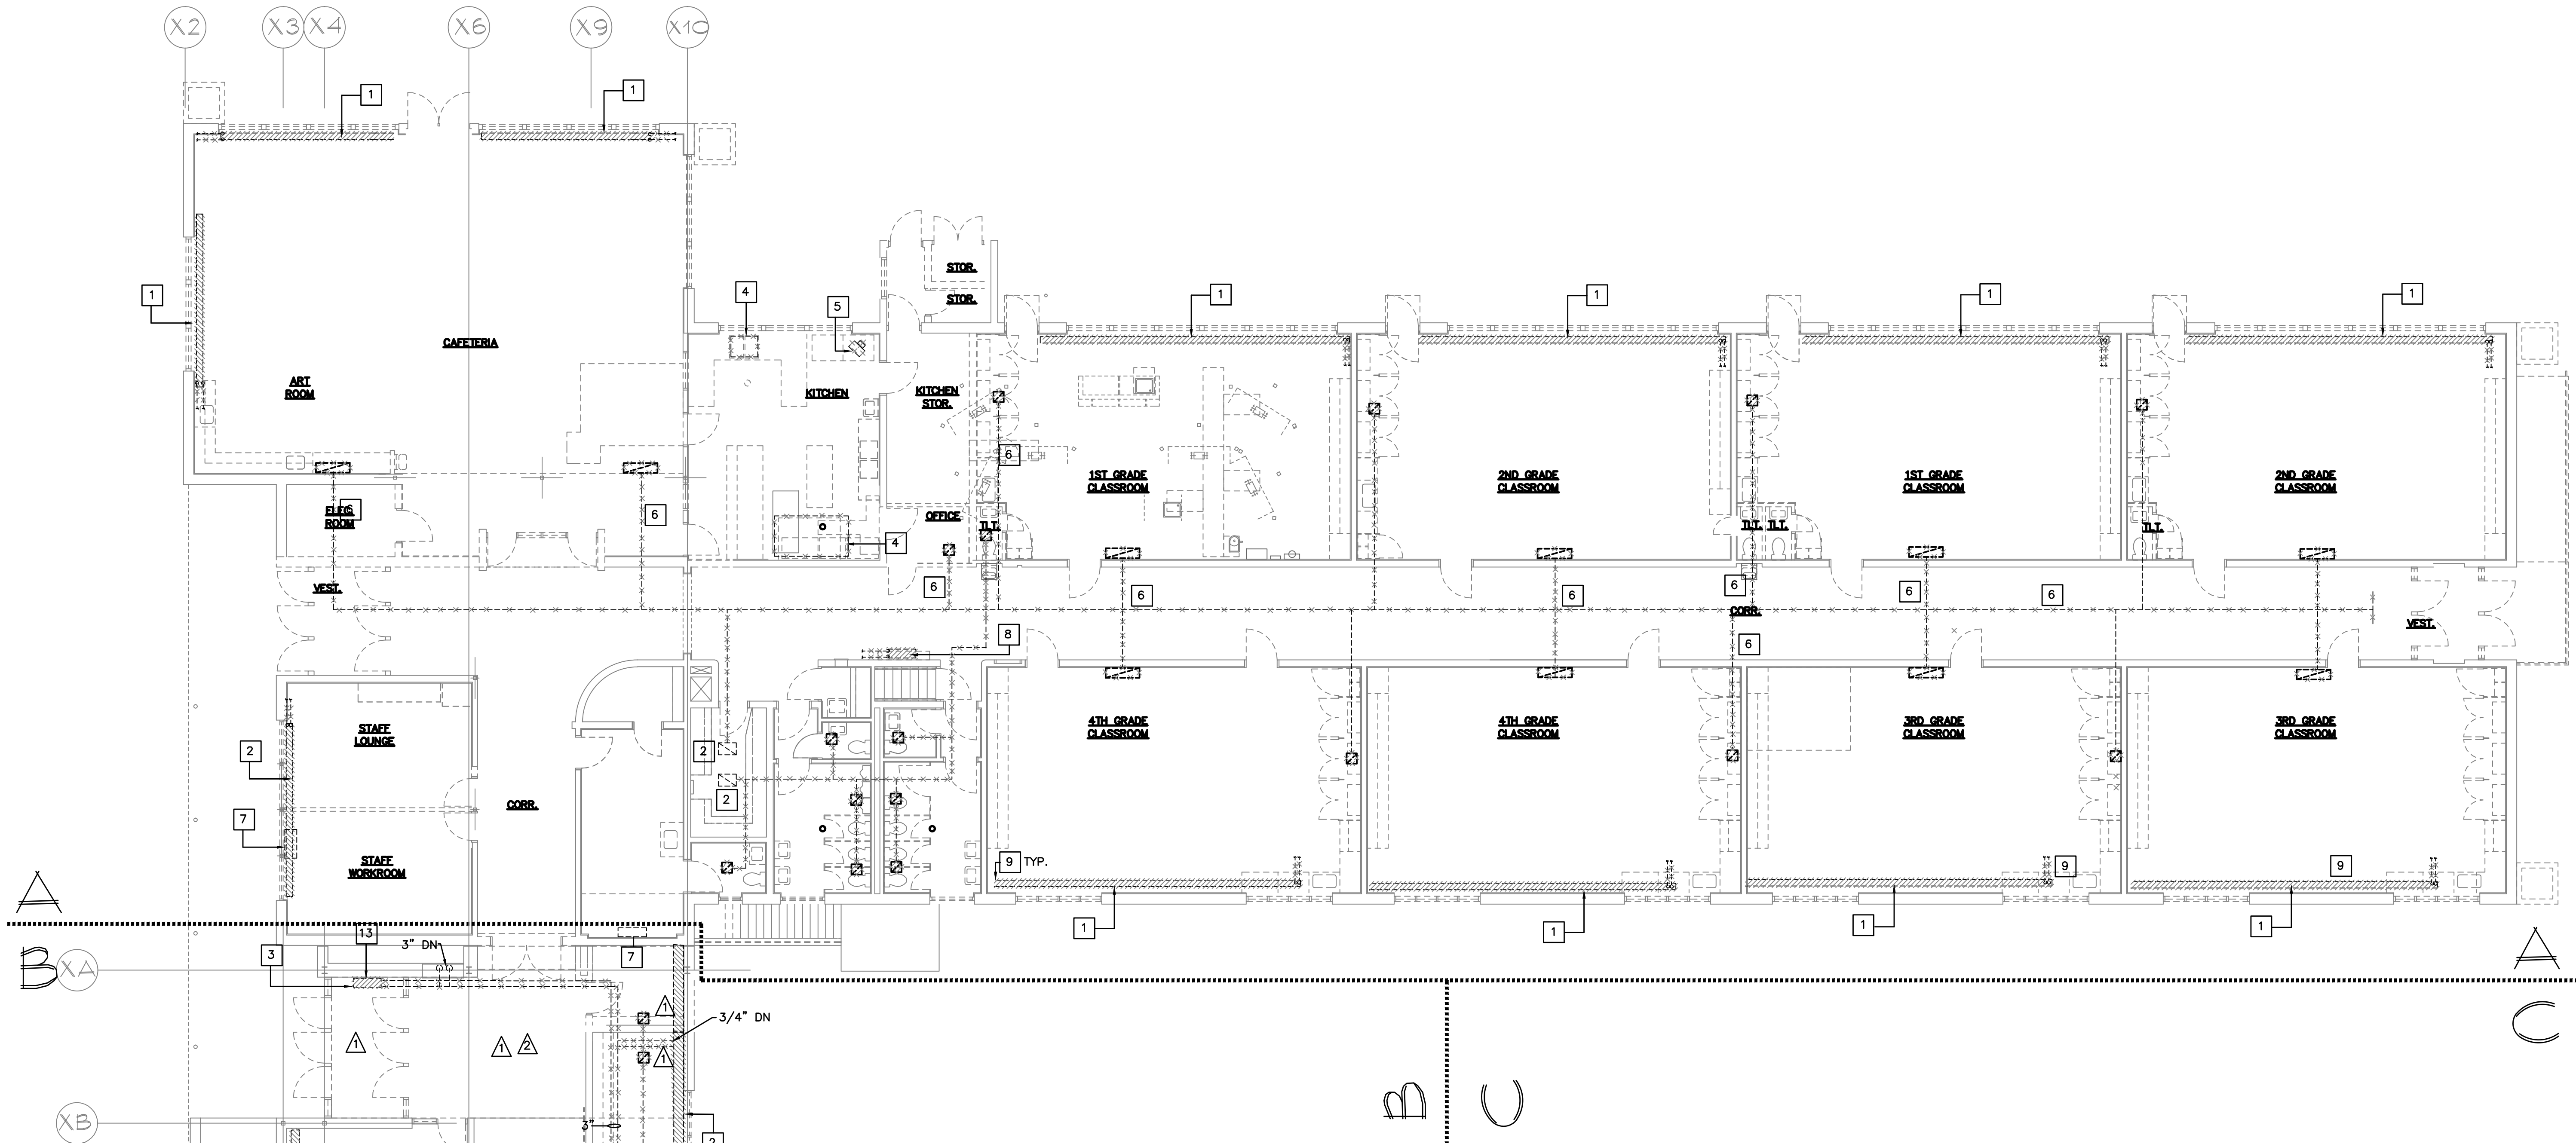 X2
X3
X4
X6
X9
X10
1
1
1
CAFETERIA
ART
ROOM
4
5
STOR.
STOR.
KITCHEN
KITCHEN
STOR.
1
1
1
1
6
1ST GRADE
CLASSROOM
2ND GRADE
CLASSROOM
1ST GRADE
CLASSROOM
2ND GRADE
CLASSROOM
ELEC
ROOM
6
6
OFFICE
TLT.
TLT.
TLT.
TLT.
4
VEST.
6
6
6
6
6
6
CORR.
6
VEST.
8
STAFF
LOUNGE
2
2
2
7
CORR.
STAFF
WORKROOM
4TH GRADE
CLASSROOM
4TH GRADE
CLASSROOM
3RD GRADE
CLASSROOM
3RD GRADE
CLASSROOM
9 TYP.
9
9
1
1
1
1
A
B
XA
3
13
3" DN
7
A
C
1
3/4" DN
1
1
2
1
B
C
XB
3"
2